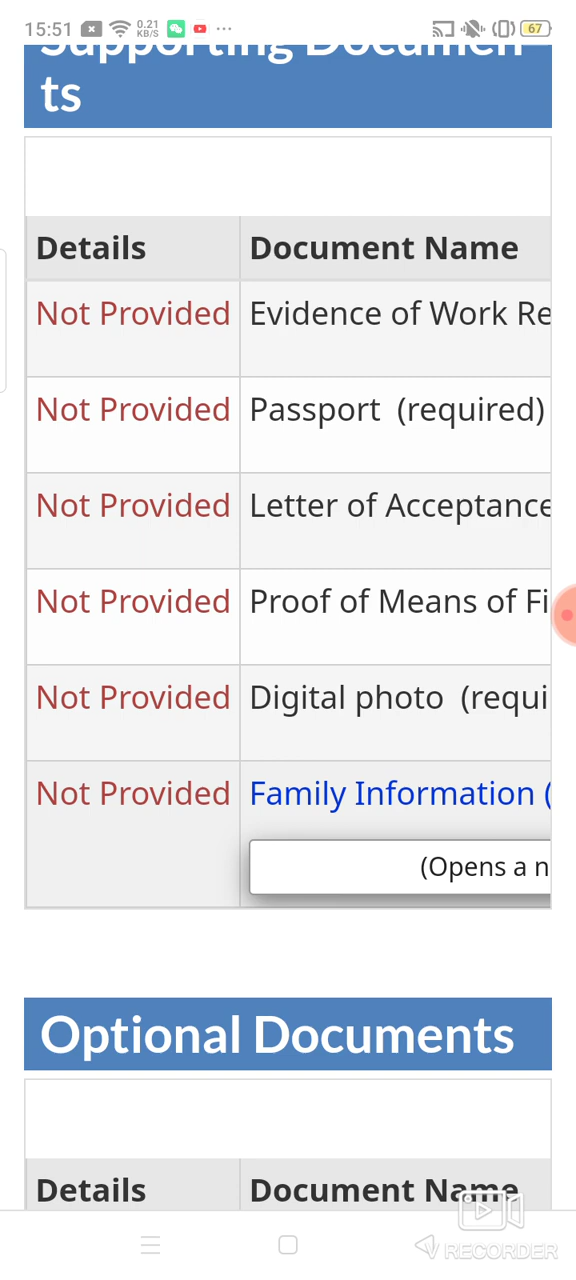 15:51 0.21 KB/S 67
Supporting Documen
ts
Details Document Name
Not Provided Evidence of Work Re
Not Provided Passport (required)
Not Provided Letter of Acceptance
Not Provided Proof of Means of Fi
Not Provided Digital photo (requi
Not Provided Family Information (
(Opens a n
Optional Documents
Details Document Name
RECORDER